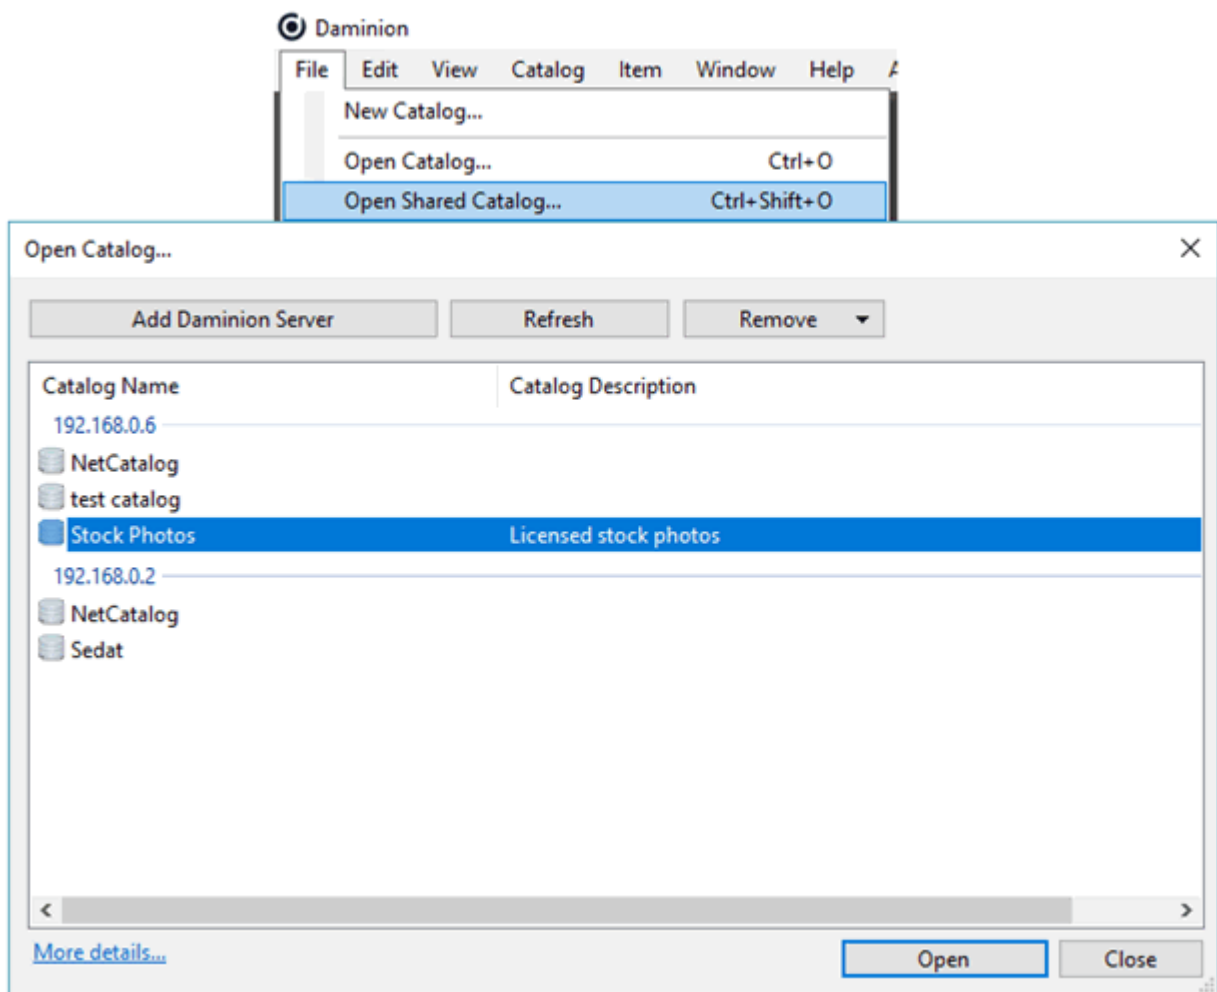 Daminion
File Edit View Catalog Item Window Help
New Catalog...
Open Catalog... Ctrl+O
Open Shared Catalog... Ctrl+Shift+O
Open Catalog...
Add Daminion Server Refresh Remove
Catalog Name Catalog Description
192.168.0.6
NetCatalog
test catalog
Stock Photos Licensed stock photos
192.168.0.2
NetCatalog
Sedat
More details...
Open Close